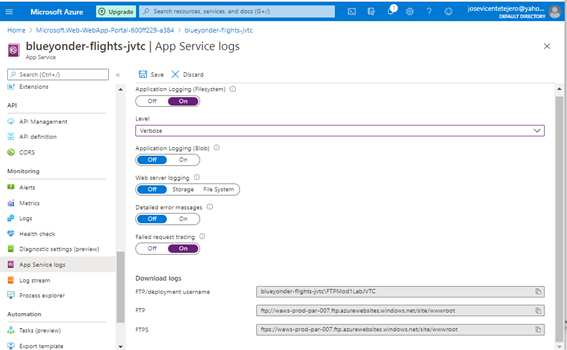 Microsoft Azure
Upgrade
Search resources, services, and docs (G+/)
7
josevicentetejero@yaho...
DEFAULT DIRECTORY
Home > Microsoft.Web-WebApp-Portal-600ff229-a384 > blueyonder-flights-jvtc
blueyonder-flights-jvtc | App Service logs
App Service
Search (Ctrl+/)
Save
Discard
Extensions
API
API Management
API definition
CORS
Monitoring
Alerts
Metrics
Logs
Health check
Diagnostic settings (preview)
App Service logs
Log stream
Process explorer
Automation
Tasks (preview)
Export template
Application Logging (Filesystem)
Off On
Level
Verbose
Application Logging (Blob)
Off On
Web server logging
Off Storage File System
Detailed error messages
Off On
Failed request tracing
Off On
Download logs
FTP/deployment username
blueyonder-flights-jvtc\FTPMod1LabJVTC
FTP
ftp://waws-prod-par-007.ftp.azurewebsites.windows.net/site/wwwroot
FTPS
ftps://waws-prod-par-007.ftp.azurewebsites.windows.net/site/wwwroot